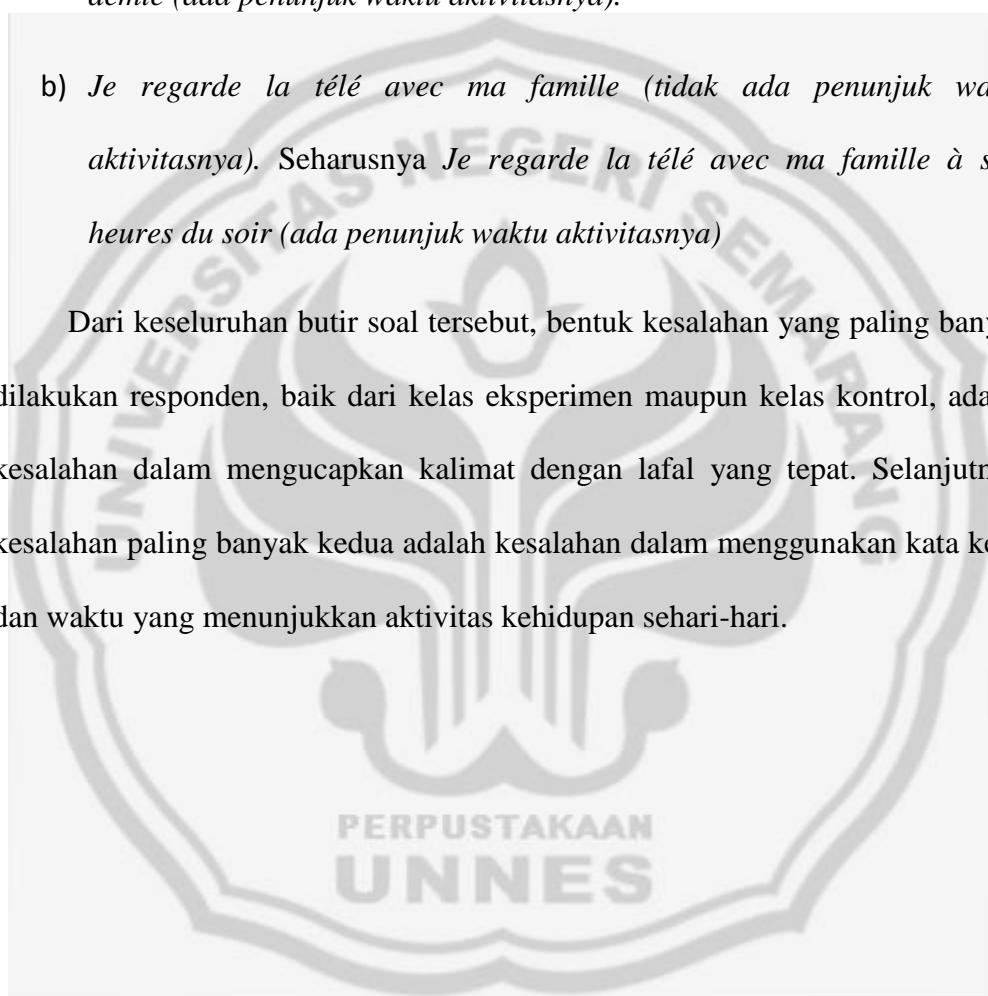 demie (ada penunjuk waktu aktivitasnya).
b) Je regarde la télé avec ma famille (tidak ada penunjuk wa
aktivitasnya). Seharusnya Je regarde la télé avec ma famille à s
heures du soir (ada penunjuk waktu aktivitasnya)
Dari keseluruhan butir soal tersebut, bentuk kesalahan yang paling bany
dilakukan responden, baik dari kelas eksperimen maupun kelas kontrol, ada
kesalahan dalam mengucapkan kalimat dengan lafal yang tepat. Selanjutn
kesalahan paling banyak kedua adalah kesalahan dalam menggunakan kata ke
dan waktu yang menunjukkan aktivitas kehidupan sehari-hari.
UNIVERSITAS NEGERI SEMARANG
PERPUSTAKAAN
UNNES